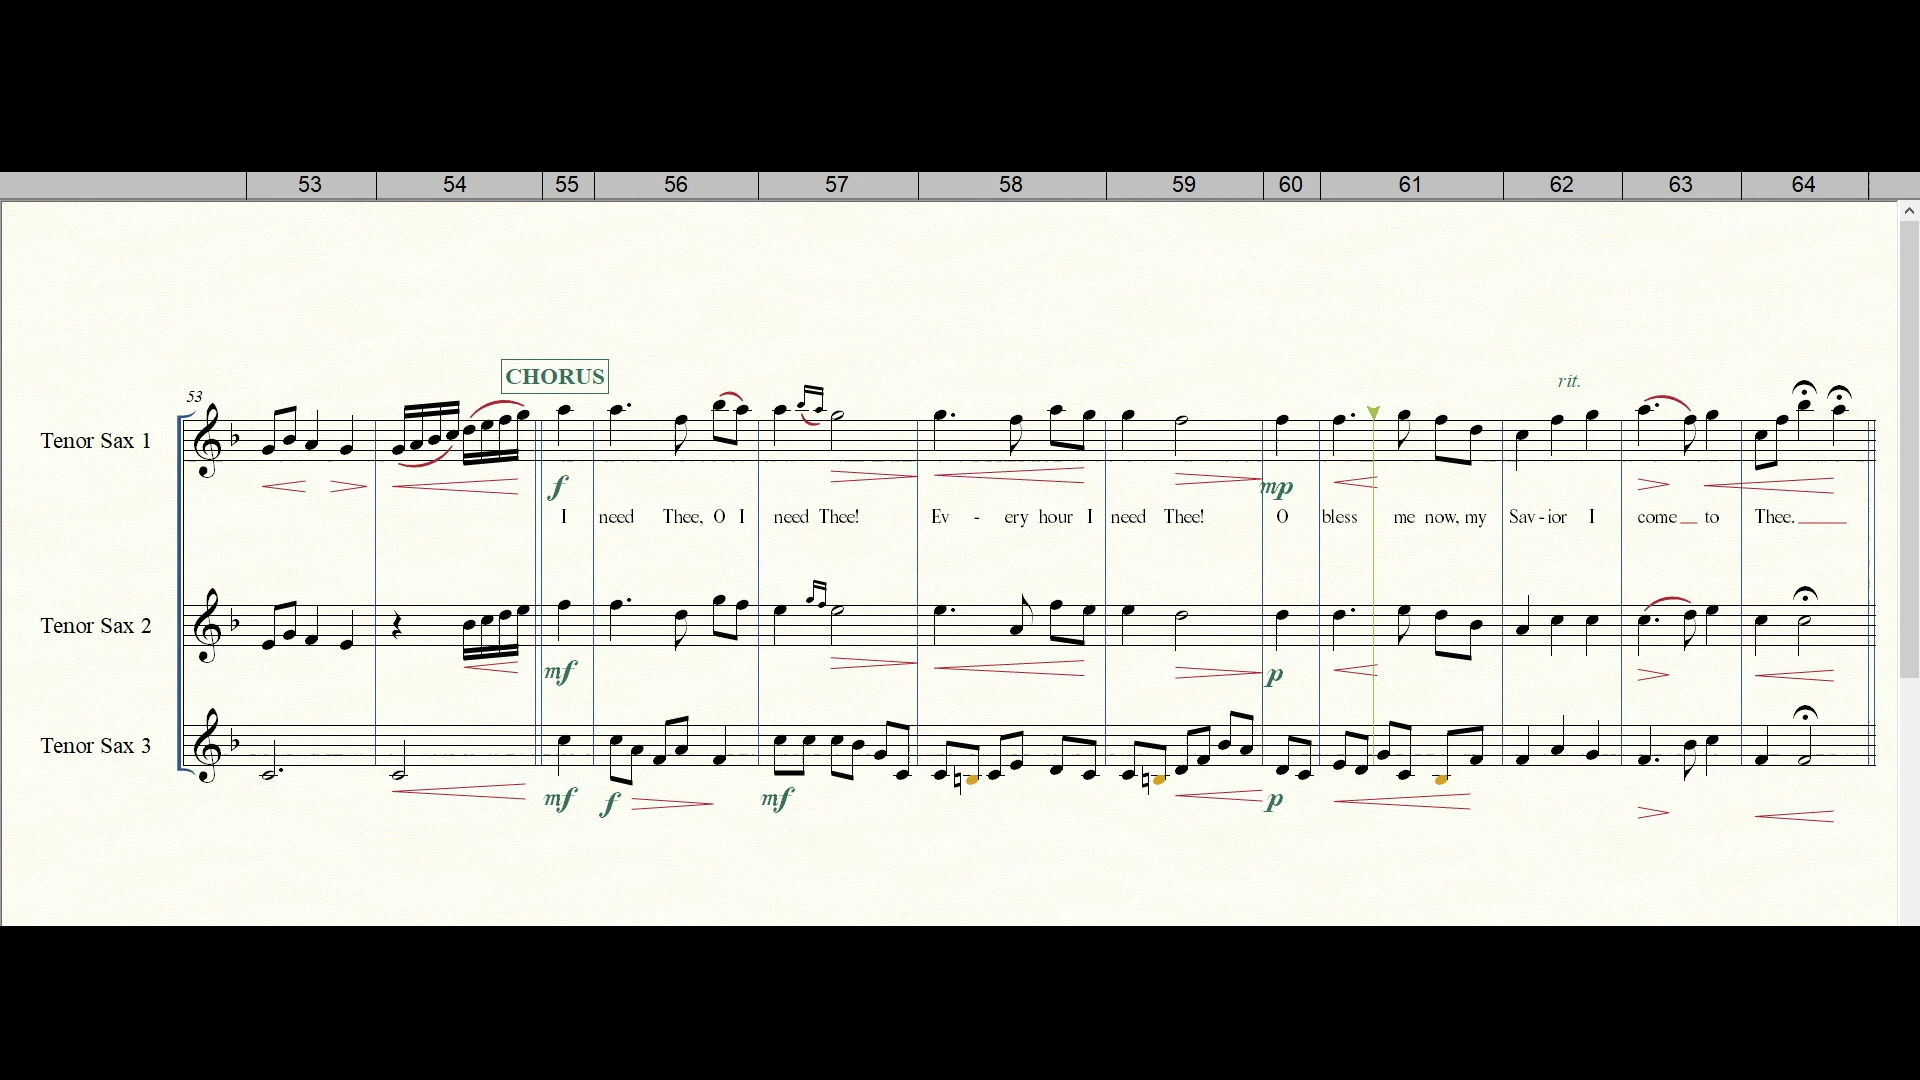 53 54 55 56 57 58 59 60 61 62 63 64
CHORUS
rit.
53
Tenor Sax 1
f mp
I need Thee, O I need Thee! Ev - ery hour I need Thee! O bless me now, my Sav - ior I come to Thee.
Tenor Sax 2
mf p
Tenor Sax 3
mf f mf p